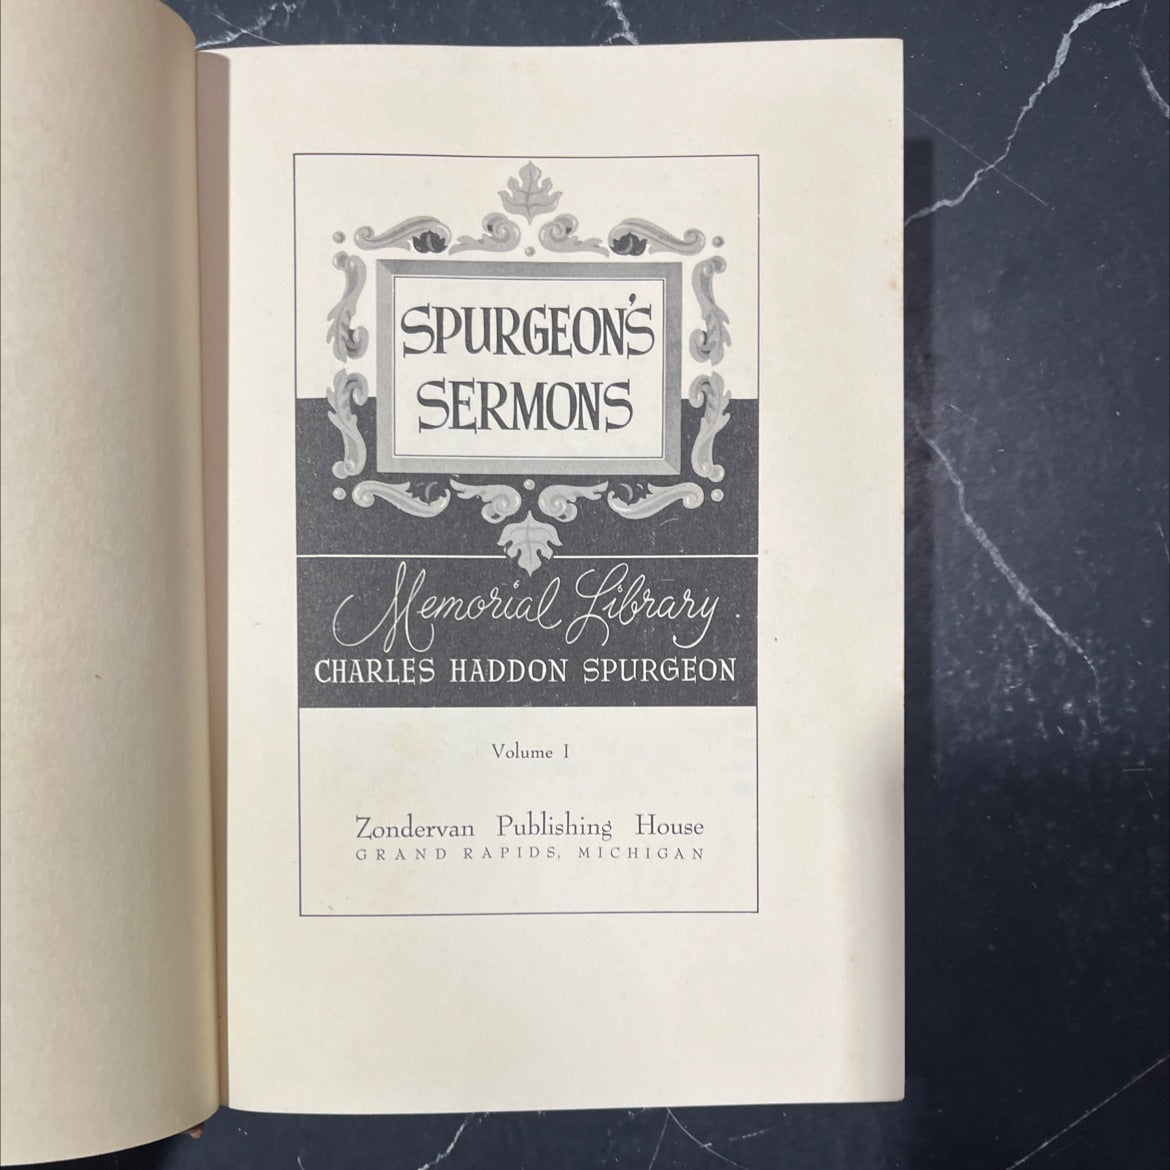 SPURGEON'S
SERMONS
Memorial Library
CHARLES HADDON SPURGEON
Volume I
Zondervan Publishing House
GRAND RAPIDS, MICHIGAN